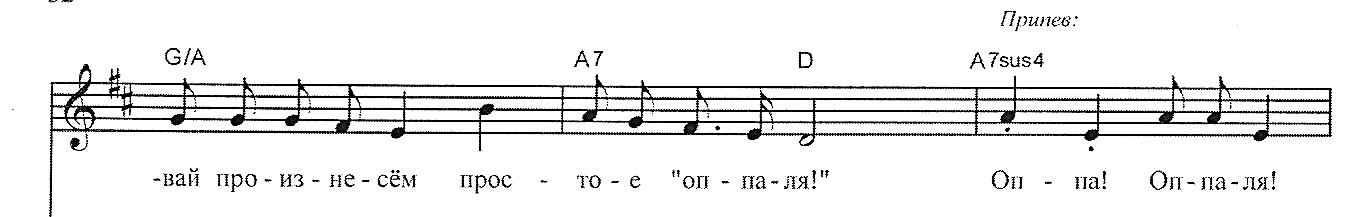 Припев:
G/A A7 D A7sus4
-вай про-из-не-сём прос - то-е "оп-па-ля!" Оп - па! Оп-па-ля!